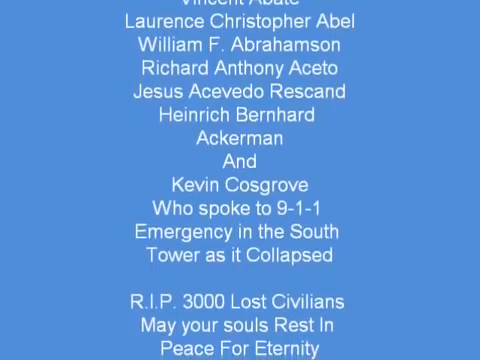 Vincent Abate
Laurence Christopher Abel
William F. Abrahamson
Richard Anthony Aceto
Jesus Acevedo Rescand
Heinrich Bernhard
Ackerman
And
Kevin Cosgrove
Who spoke to 9-1-1
Emergency in the South
Tower as it Collapsed
R.I.P. 3000 Lost Civilians
May your souls Rest In
Peace For Eternity